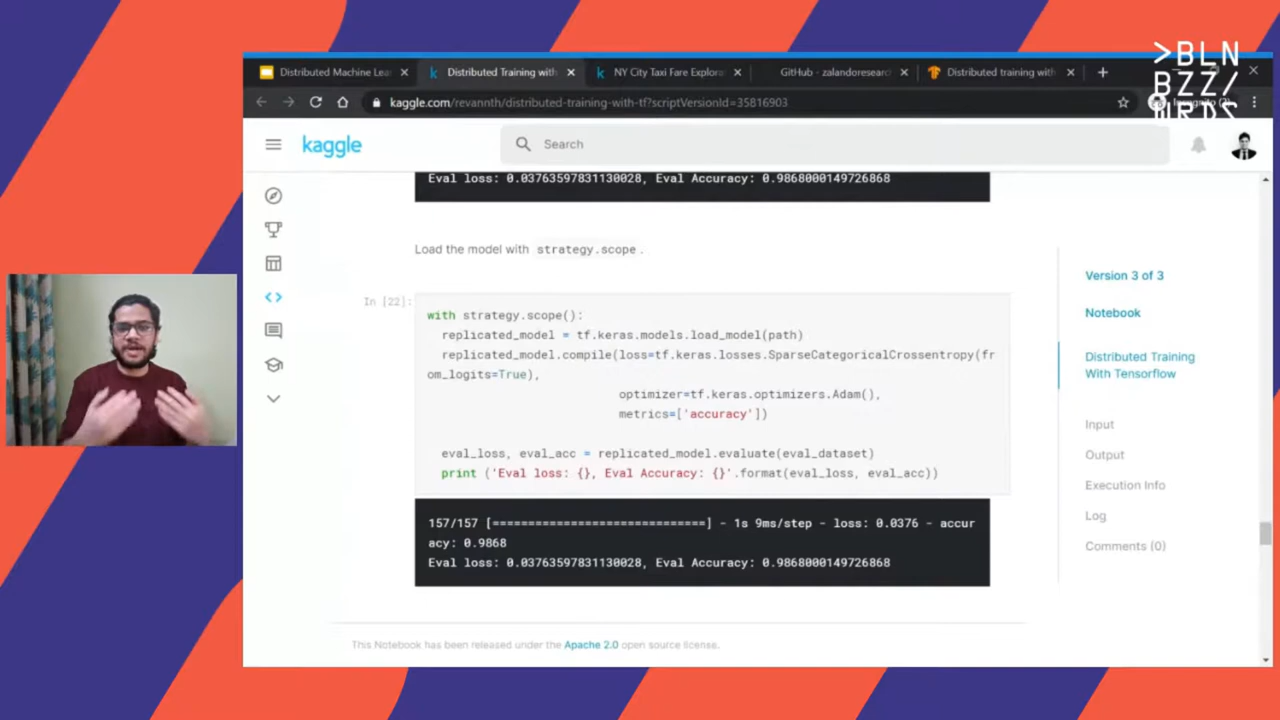 >BLN
BZZ/
WRDS
Distributed Machine Lea
Distributed Training with
NY City Taxi Fare Explora
GitHub - zalandoresearc
Distributed training with
kaggle.com/revannth/distributed-training-with-tf?scriptVersionId=35816903
kaggle
Search
Eval loss: 0.03763597831130028, Eval Accuracy: 0.9868000149726868
Load the model with strategy.scope.
In [22]:
with strategy.scope():
replicated_model = tf.keras.models.load_model(path)
replicated_model.compile(loss=tf.keras.losses.SparseCategoricalCrossentropy(fr
om_logits=True),
optimizer=tf.keras.optimizers.Adam(),
metrics=['accuracy'])
eval_loss, eval_acc = replicated_model.evaluate(eval_dataset)
print ('Eval loss: {}, Eval Accuracy: {}'.format(eval_loss, eval_acc))
157/157 [==============================] - 1s 9ms/step - loss: 0.0376 - accur
acy: 0.9868
Eval loss: 0.03763597831130028, Eval Accuracy: 0.9868000149726868
This Notebook has been released under the Apache 2.0 open source license.
Version 3 of 3
Notebook
Distributed Training
With Tensorflow
Input
Output
Execution Info
Log
Comments (0)